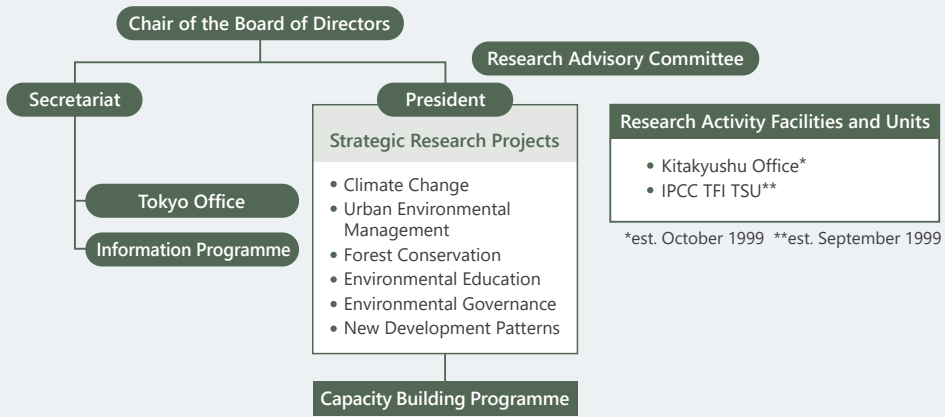 Chair of the Board of Directors
Research Advisory Committee
Secretariat
President
Tokyo Office
Information Programme
Strategic Research Projects
• Climate Change
• Urban Environmental
Management
• Forest Conservation
• Environmental Education
• Environmental Governance
• New Development Patterns
Capacity Building Programme
Research Activity Facilities and Units
• Kitakyushu Office*
• IPCC TFI TSU**
*est. October 1999 **est. September 1999